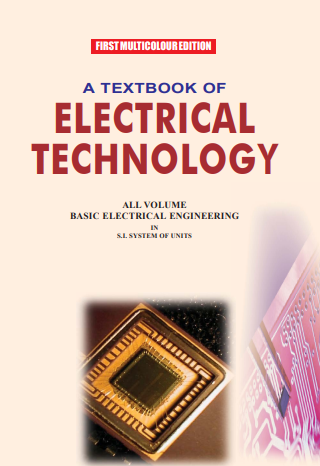 FIRST MULTICOLOUR EDITION
A TEXTBOOK OF
ELECTRICAL
TECHNOLOGY
ALL VOLUME
BASIC ELECTRICAL ENGINEERING
IN
S.I. SYSTEM OF UNITS